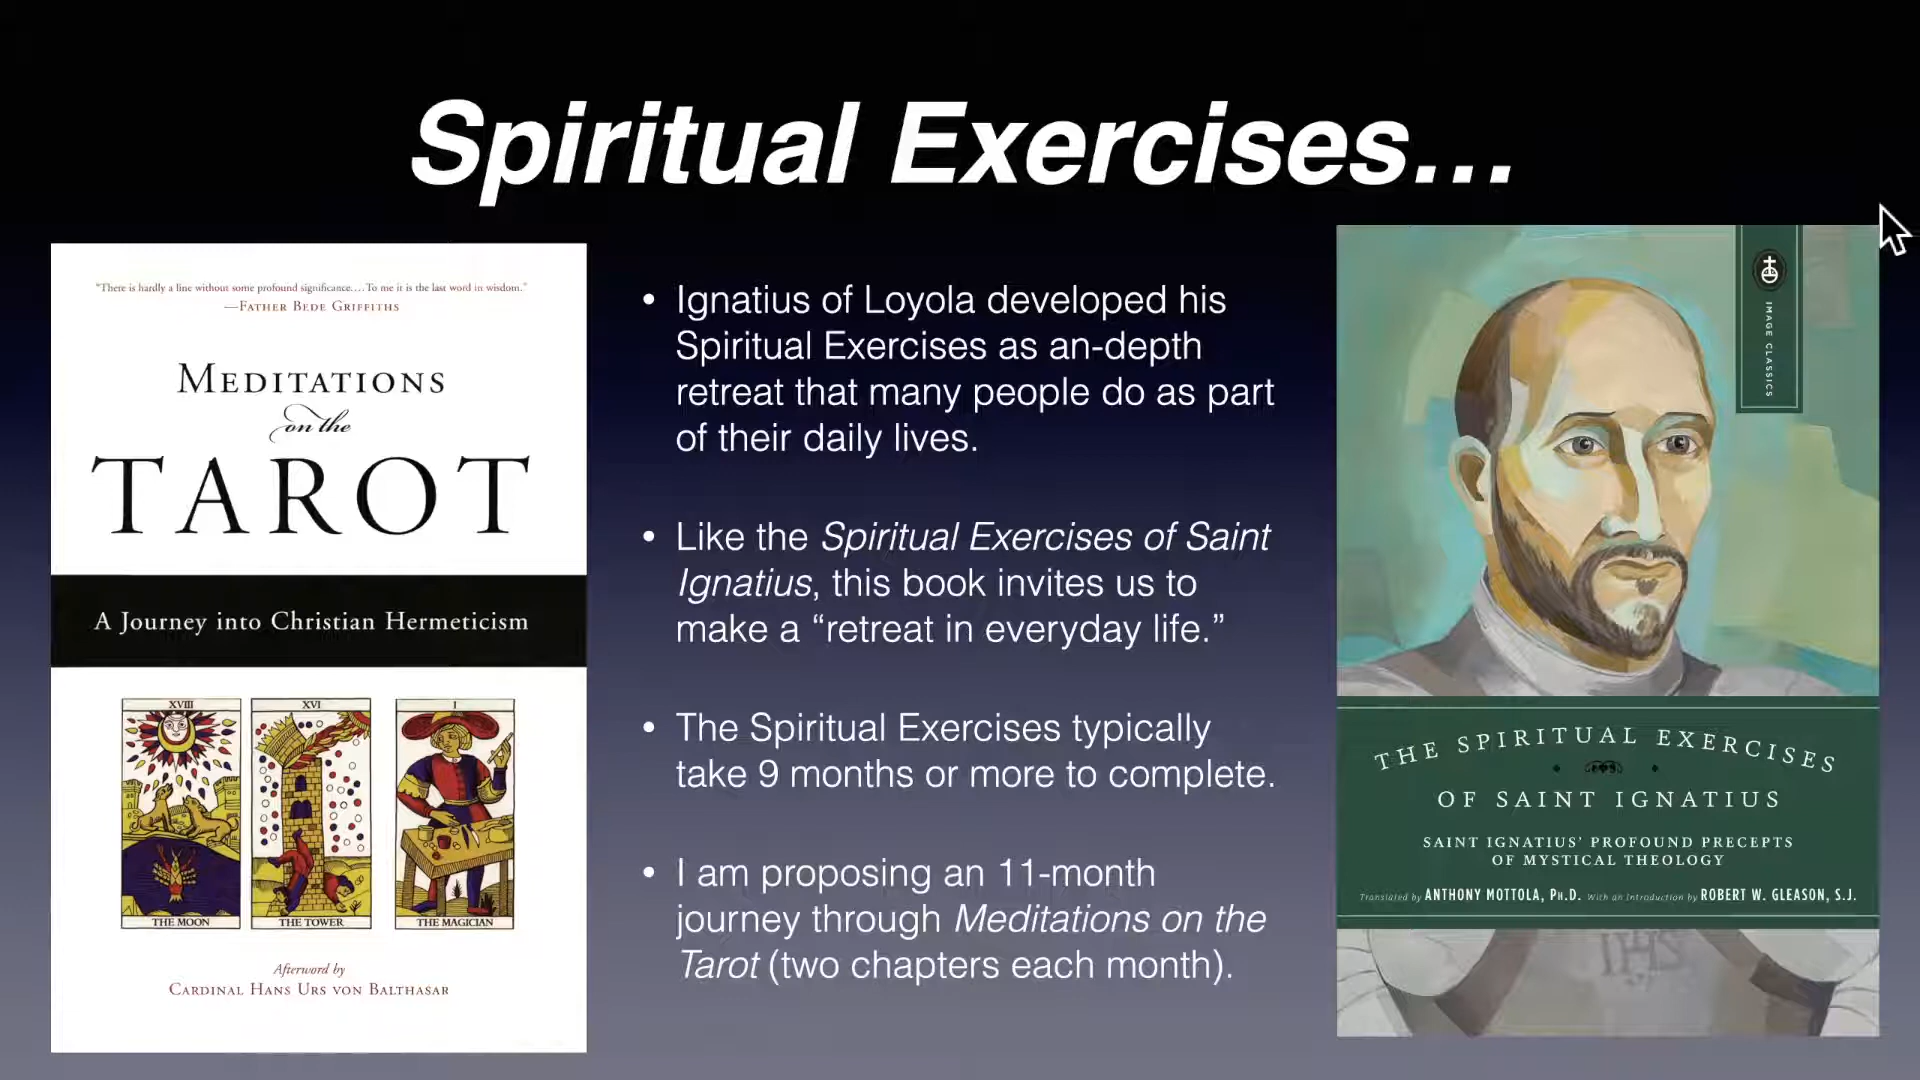 Spiritual Exercises...
"There is hardly a line without some profound significance....To me it is the last word in wisdom."
—Father Bede Griffiths
Meditations
on the
TAROT
A Journey into Christian Hermeticism
XVIII
XVI
I
THE MOON
THE TOWER
THE MAGICIAN
Afterword by
Cardinal Hans Urs von Balthasar
• Ignatius of Loyola developed his
Spiritual Exercises as an-depth
retreat that many people do as part
of their daily lives.
• Like the Spiritual Exercises of Saint
Ignatius, this book invites us to
make a “retreat in everyday life.”
• The Spiritual Exercises typically
take 9 months or more to complete.
• I am proposing an 11-month
journey through Meditations on the
Tarot (two chapters each month).
IMAGE CLASSICS
THE SPIRITUAL EXERCISES
OF SAINT IGNATIUS
SAINT IGNATIUS' PROFOUND PRECEPTS
OF MYSTICAL THEOLOGY
Translated by ANTHONY MOTTOLA, Ph.D. With an Introduction by ROBERT W. GLEASON, S.J.
IHS